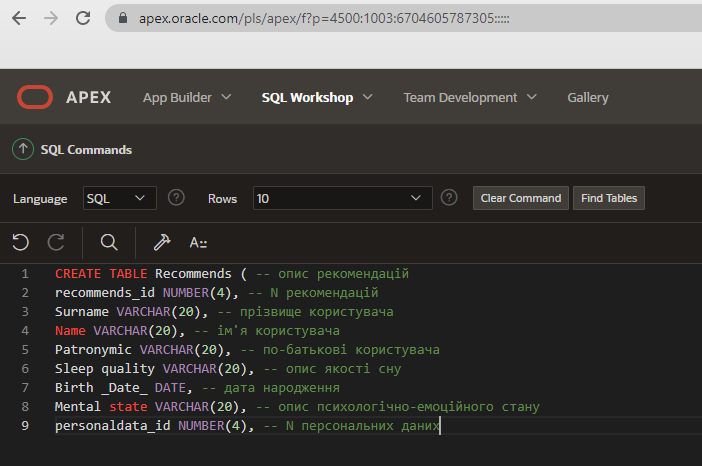 apex.oracle.com/pls/apex/f?p=4500:1003:6704605787305:::::
APEX App Builder SQL Workshop Team Development Gallery
SQL Commands
Language SQL Rows 10 Clear Command Find Tables
A::
1 CREATE TABLE Recommends ( -- опис рекомендацій
2 recommends_id NUMBER(4), -- N рекомендацій
3 Surname VARCHAR(20), -- прізвище користувача
4 Name VARCHAR(20), -- ім'я користувача
5 Patronymic VARCHAR(20), -- по-батькові користувача
6 Sleep quality VARCHAR(20), -- опис якості сну
7 Birth _Date_ DATE, -- дата народження
8 Mental state VARCHAR(20), -- опис психологічно-емоційного стану
9 personaldata_id NUMBER(4), -- N персональних даних